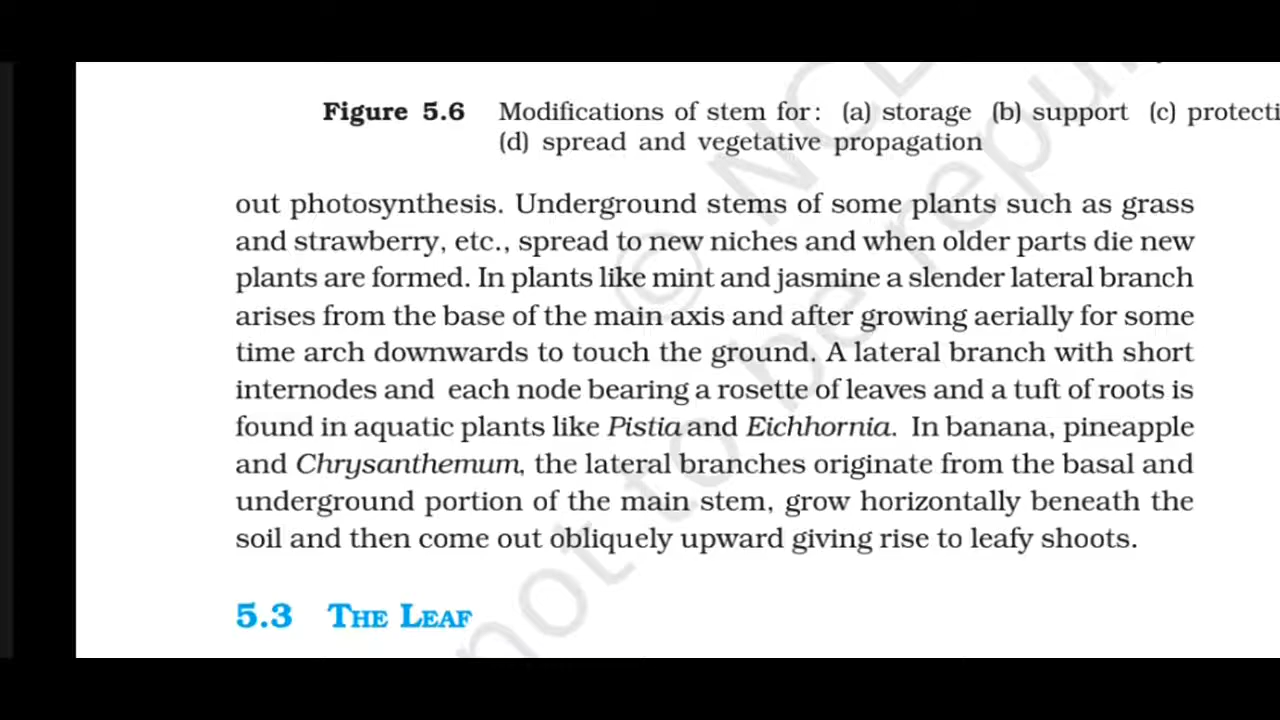 Figure 5.6 Modifications of stem for: (a) storage (b) support (c) protecti
(d) spread and vegetative propagation
out photosynthesis. Underground stems of some plants such as grass
and strawberry, etc., spread to new niches and when older parts die new
plants are formed. In plants like mint and jasmine a slender lateral branch
arises from the base of the main axis and after growing aerially for some
time arch downwards to touch the ground. A lateral branch with short
internodes and each node bearing a rosette of leaves and a tuft of roots is
found in aquatic plants like Pistia and Eichhornia. In banana, pineapple
and Chrysanthemum, the lateral branches originate from the basal and
underground portion of the main stem, grow horizontally beneath the
soil and then come out obliquely upward giving rise to leafy shoots.
5.3 THE LEAF
© NCE
not to be repu